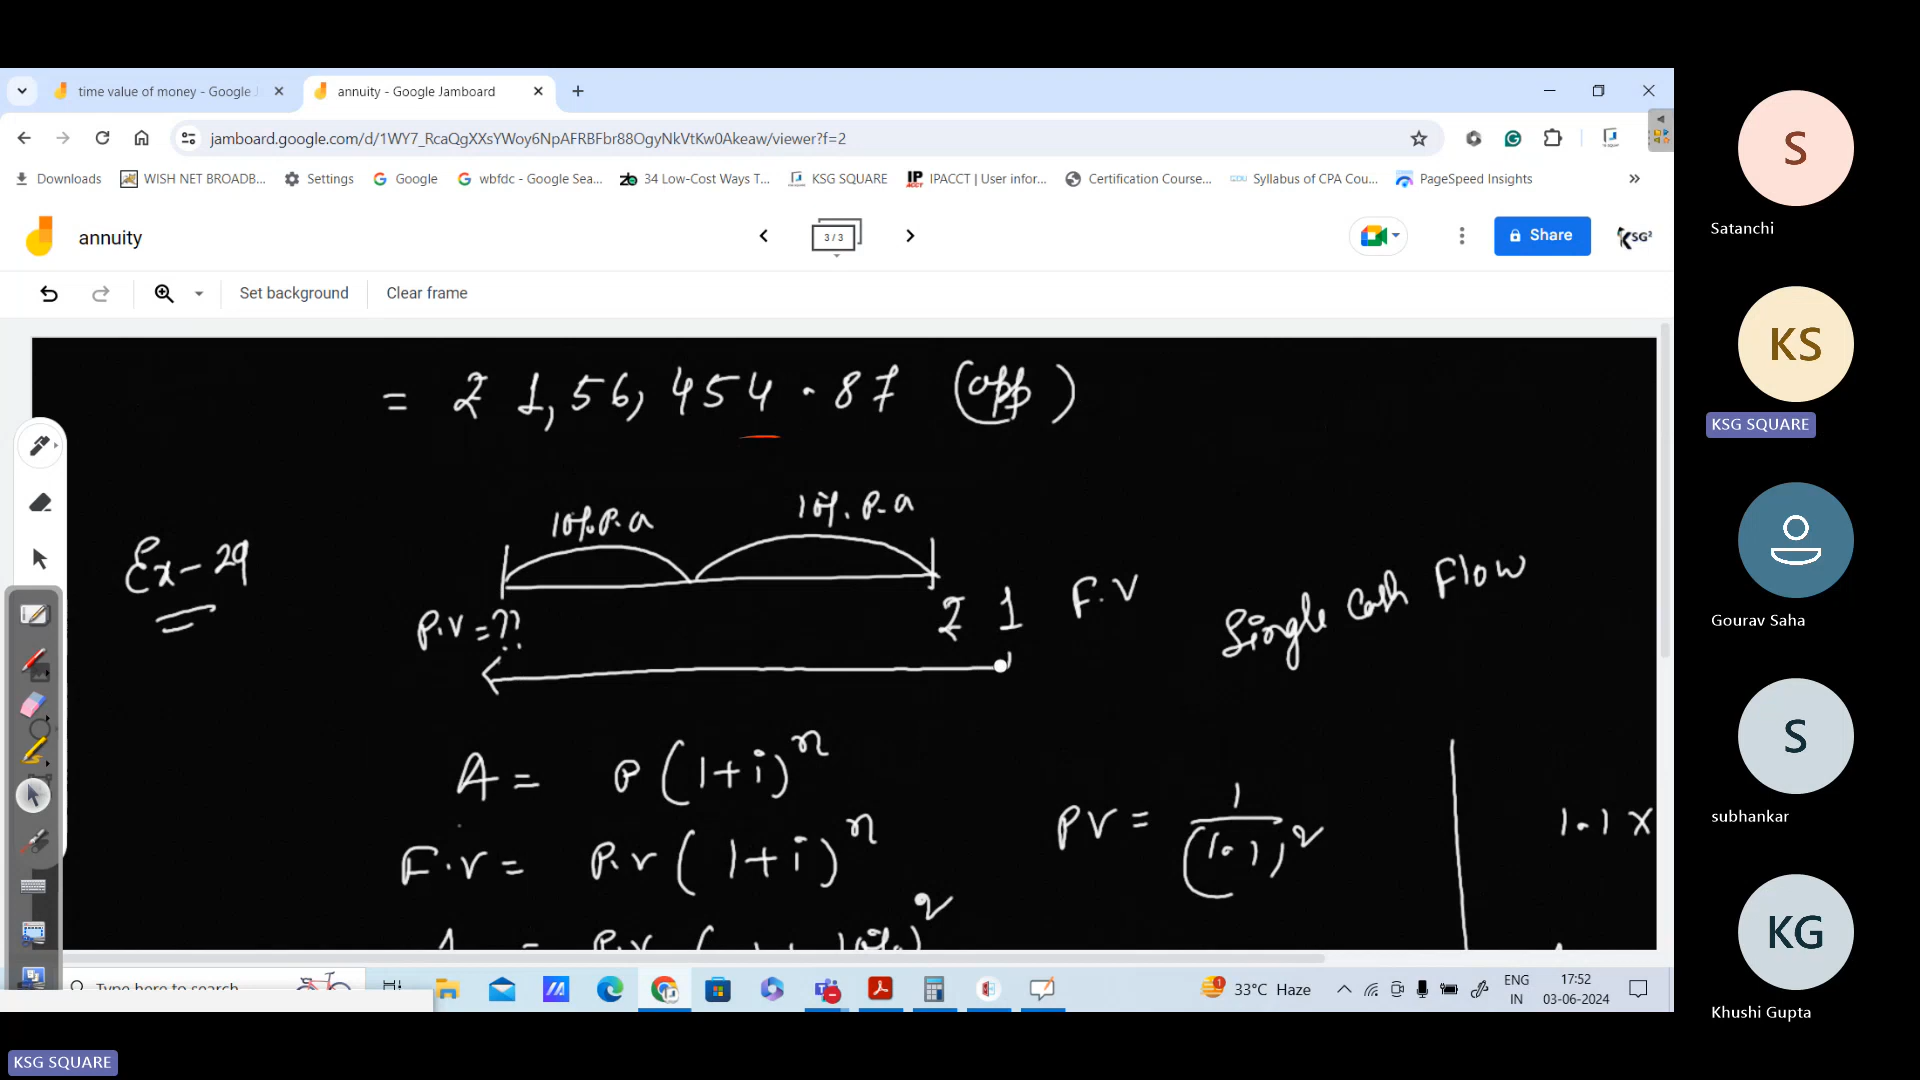 time value of money - Google J
annuity - Google Jamboard
jamboard.google.com/d/1WY7_RcaQgXXsYWoy6NpAFRBFbr88OgyNkVtKw0Akeaw/viewer?f=2
Downloads WISH NET BROADB... Settings Google wbfdc - Google Sea... 34 Low-Cost Ways T... KSG SQUARE IPACCT | User infor... Certification Course... Syllabus of CPA Cou... PageSpeed Insights »
annuity 3 / 3 Share KSG²
Set background Clear frame
= ₹ 1,56,454.87 (app)
10% P.a 10%. P.a
Ex-29
P.V = ?? ₹ 1 F.V Single Cash Flow
A = P(1+i)ⁿ
PV = 1/(1.1)² 1.1 X
F.V = P.V(1+i)ⁿ
Type here to search 33°C Haze ENG IN 17:52 03-06-2024
S
Satanchi
KS
KSG SQUARE
Gourav Saha
S
subhankar
KG
Khushi Gupta
KSG SQUARE